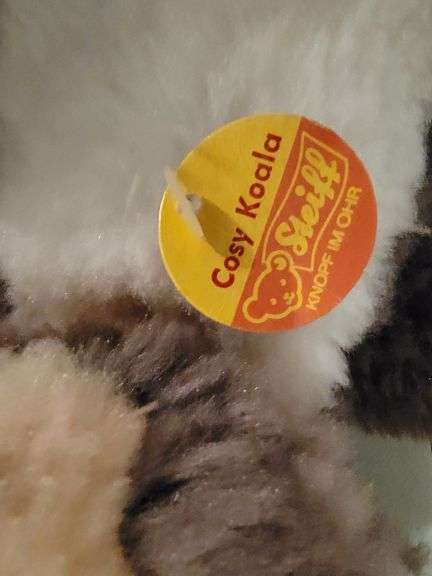 Cosy Koala
Steiff
KNOPF IM OHR